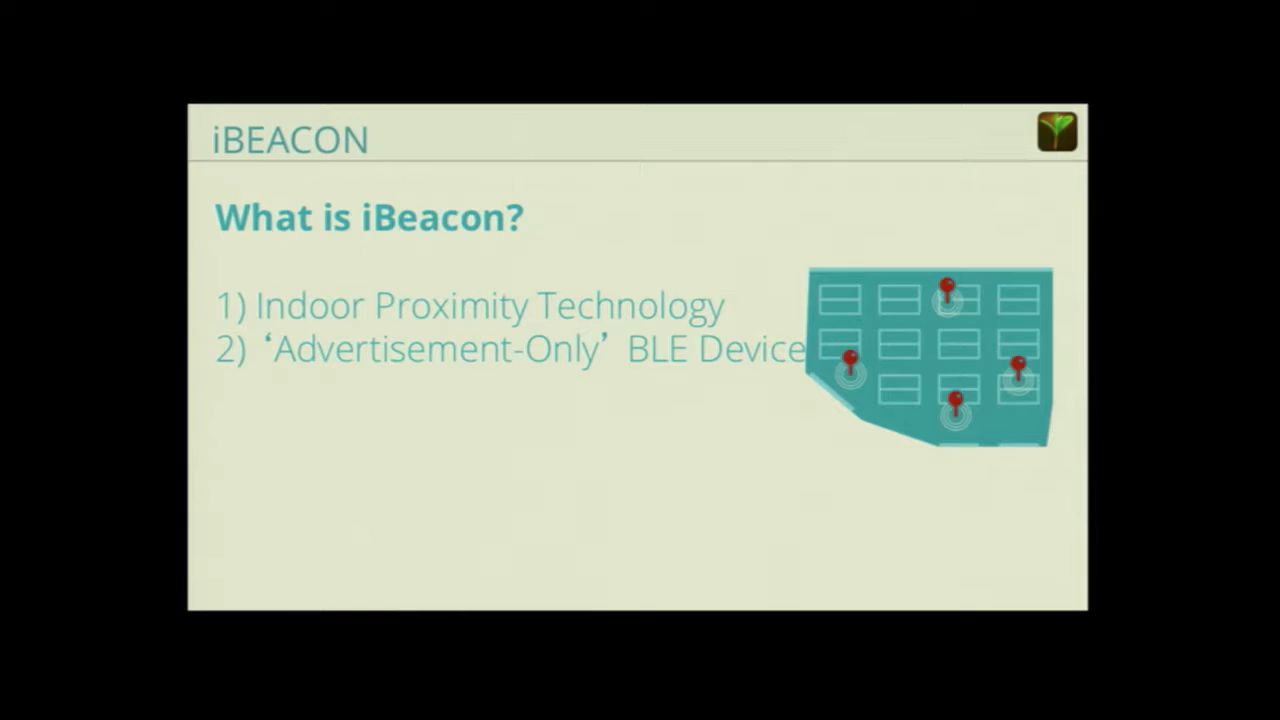 iBEACON
What is iBeacon?
1) Indoor Proximity Technology
2) ‘Advertisement-Only’ BLE Device